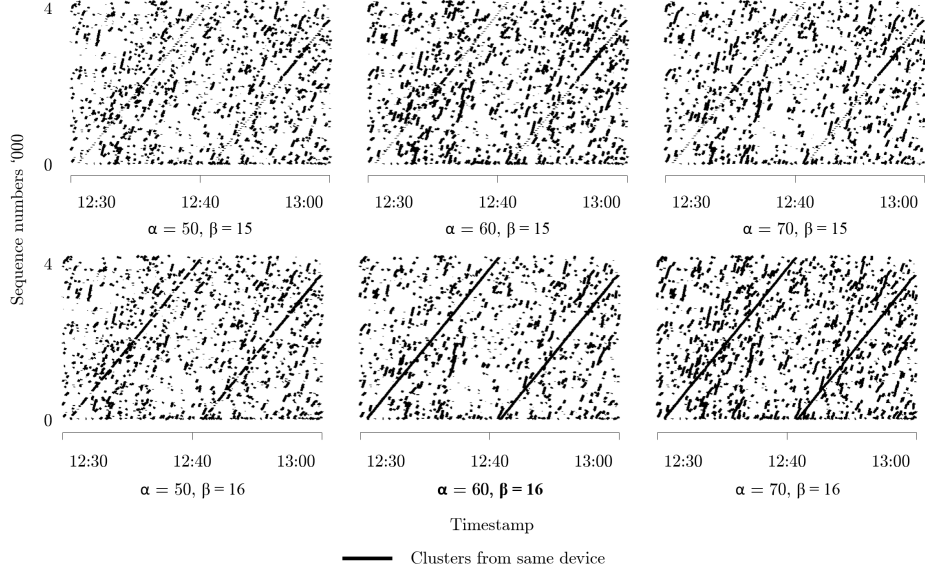 Sequence numbers '000
4
0
12:30 12:40 13:00
12:30 12:40 13:00
12:30 12:40 13:00
α = 50, β = 15
α = 60, β = 15
α = 70, β = 15
4
0
12:30 12:40 13:00
12:30 12:40 13:00
12:30 12:40 13:00
α = 50, β = 16
α = 60, β = 16
α = 70, β = 16
Timestamp
Clusters from same device